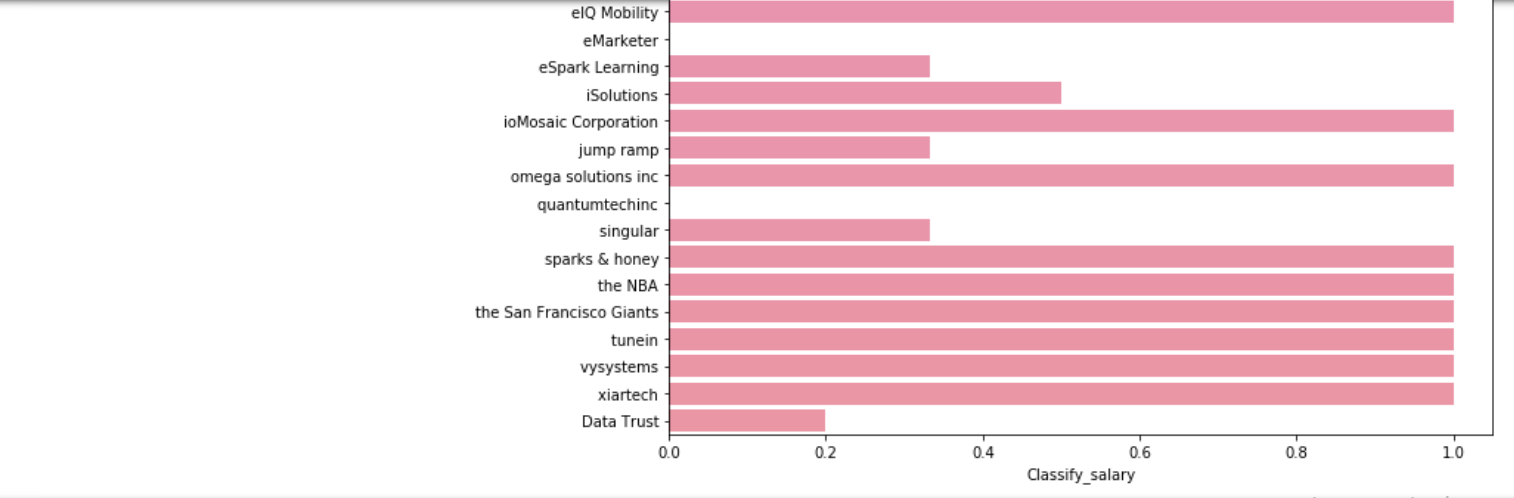 eIQ Mobility
eMarketer
eSpark Learning
iSolutions
ioMosaic Corporation
jump ramp
omega solutions inc
quantumtechinc
singular
sparks & honey
the NBA
the San Francisco Giants
tunein
vysystems
xiartech
Data Trust
0.0 0.2 0.4 0.6 0.8 1.0
Classify_salary